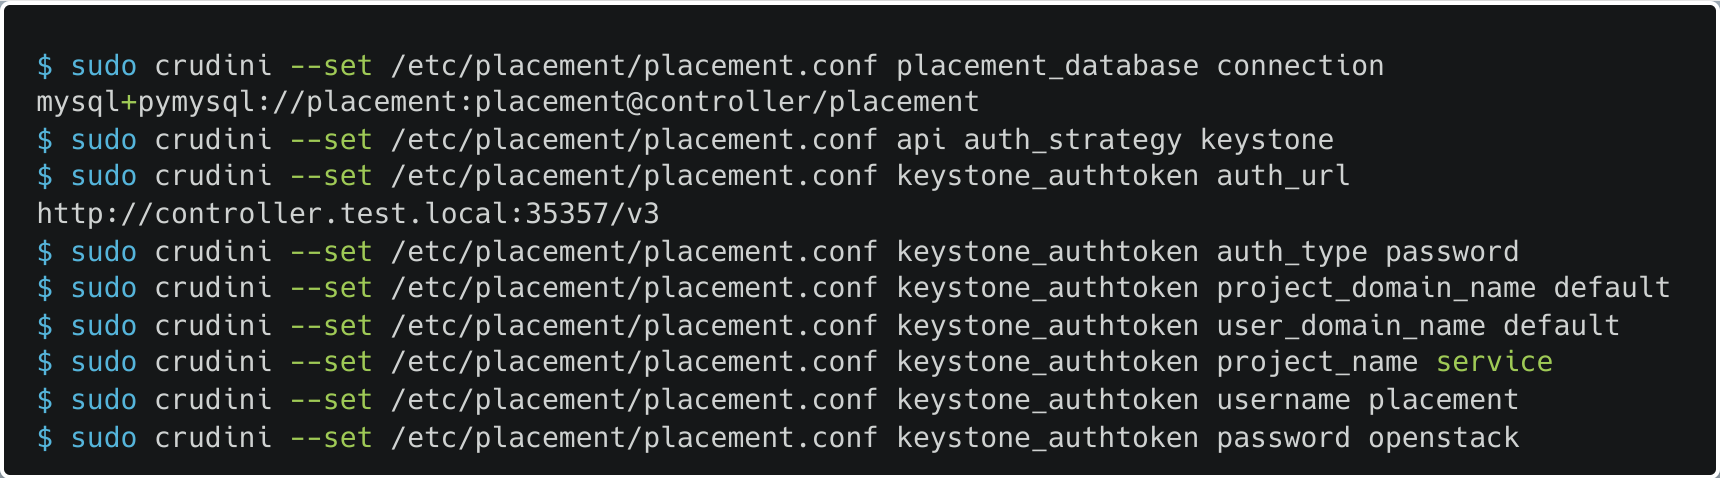 $ sudo crudini --set /etc/placement/placement.conf placement_database connection
mysql+pymysql://placement:placement@controller/placement
$ sudo crudini --set /etc/placement/placement.conf api auth_strategy keystone
$ sudo crudini --set /etc/placement/placement.conf keystone_authtoken auth_url
http://controller.test.local:35357/v3
$ sudo crudini --set /etc/placement/placement.conf keystone_authtoken auth_type password
$ sudo crudini --set /etc/placement/placement.conf keystone_authtoken project_domain_name default
$ sudo crudini --set /etc/placement/placement.conf keystone_authtoken user_domain_name default
$ sudo crudini --set /etc/placement/placement.conf keystone_authtoken project_name service
$ sudo crudini --set /etc/placement/placement.conf keystone_authtoken username placement
$ sudo crudini --set /etc/placement/placement.conf keystone_authtoken password openstack